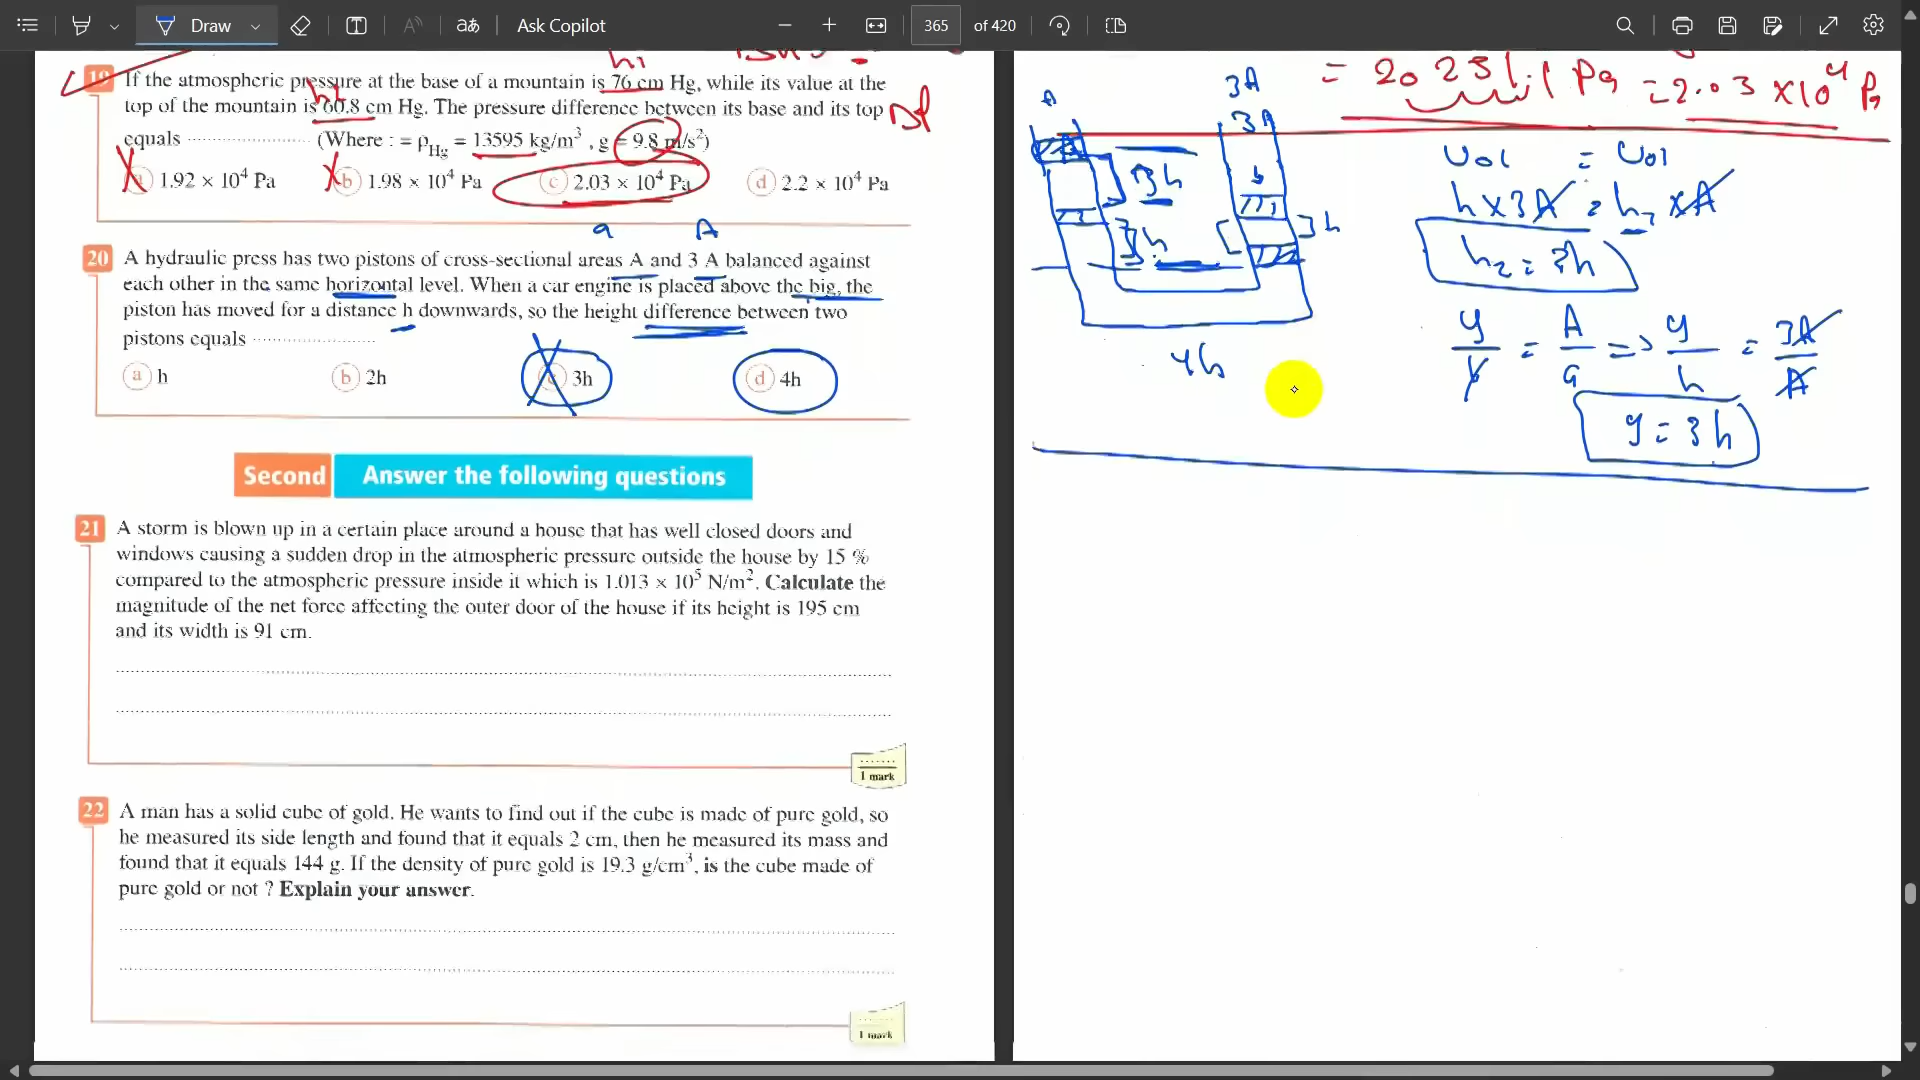 Draw
Ask Copilot
365 of 420
19 If the atmospheric pressure at the base of a mountain is 76 cm Hg, while its value at the
top of the mountain is 60.8 cm Hg. The pressure difference between its base and its top
equals .................... (Where : = ρHg = 13595 kg/m³ , g = 9.8 m/s²)
a 1.92 × 10⁴ Pa b 1.98 × 10⁴ Pa c 2.03 × 10⁴ Pa d 2.2 × 10⁴ Pa
h1
h2
ΔP
a A
20 A hydraulic press has two pistons of cross-sectional areas A and 3 A balanced against
each other in the same horizontal level. When a car engine is placed above the big, the
piston has moved for a distance h downwards, so the height difference between two
pistons equals ....................
a h b 2h c 3h d 4h
Second Answer the following questions
21 A storm is blown up in a certain place around a house that has well closed doors and
windows causing a sudden drop in the atmospheric pressure outside the house by 15 %
compared to the atmospheric pressure inside it which is 1.013 × 10⁵ N/m². Calculate the
magnitude of the net force affecting the outer door of the house if its height is 195 cm
and its width is 91 cm.
1 mark
22 A man has a solid cube of gold. He wants to find out if the cube is made of pure gold, so
he measured its side length and found that it equals 2 cm, then he measured its mass and
found that it equals 144 g. If the density of pure gold is 19.3 g/cm³, is the cube made of
pure gold or not ? Explain your answer.
1 mark
= 2.03 × 10⁴ Pa
A 3A
3A
3h
h
h
4h
Vol = Vol
h × 3A = h2 × A
h2 = 3h
y/h = A/a => y/h = 3A/A
y = 3h